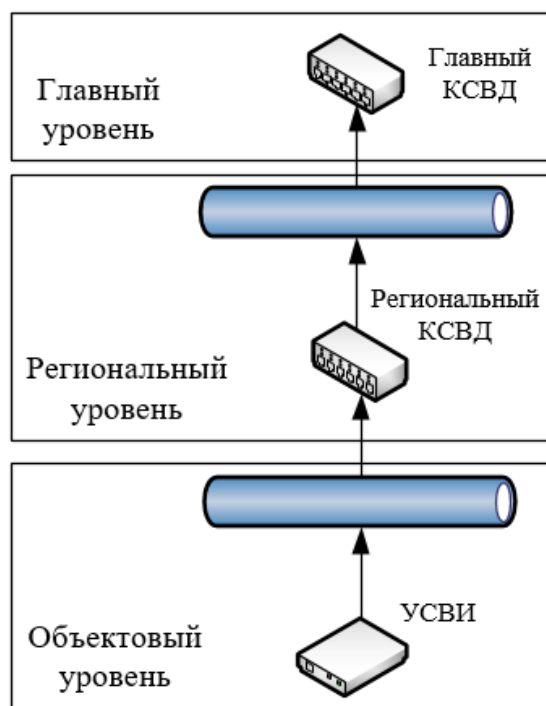 Главный
КСВД
Главный
уровень
Региональный
КСВД
Региональный
уровень
УСВИ
Объектовый
уровень